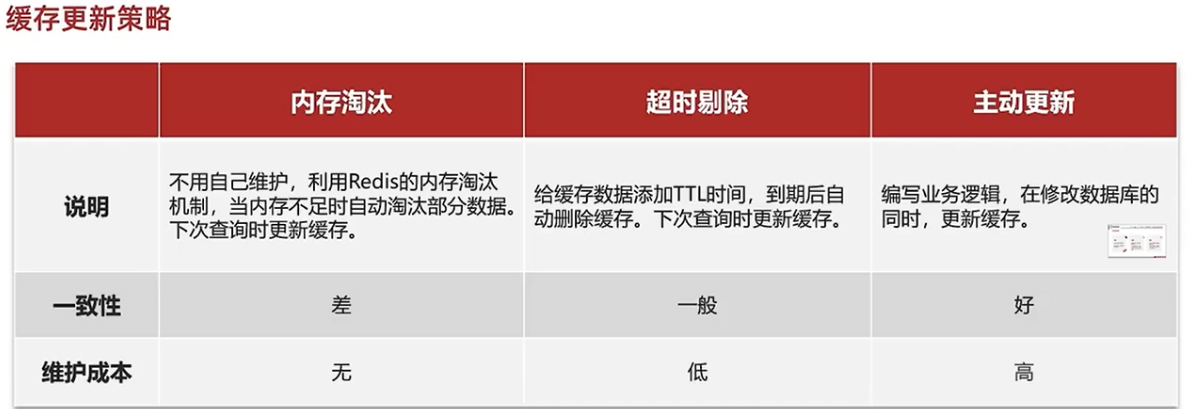 缓存更新策略
内存淘汰
超时剔除
主动更新
说明
不用自己维护，利用Redis的内存淘汰
机制，当内存不足时自动淘汰部分数据。
下次查询时更新缓存。
给缓存数据添加TTL时间，到期后自
动删除缓存。下次查询时更新缓存。
编写业务逻辑，在修改数据库的
同时，更新缓存。
一致性
差
一般
好
维护成本
无
低
高